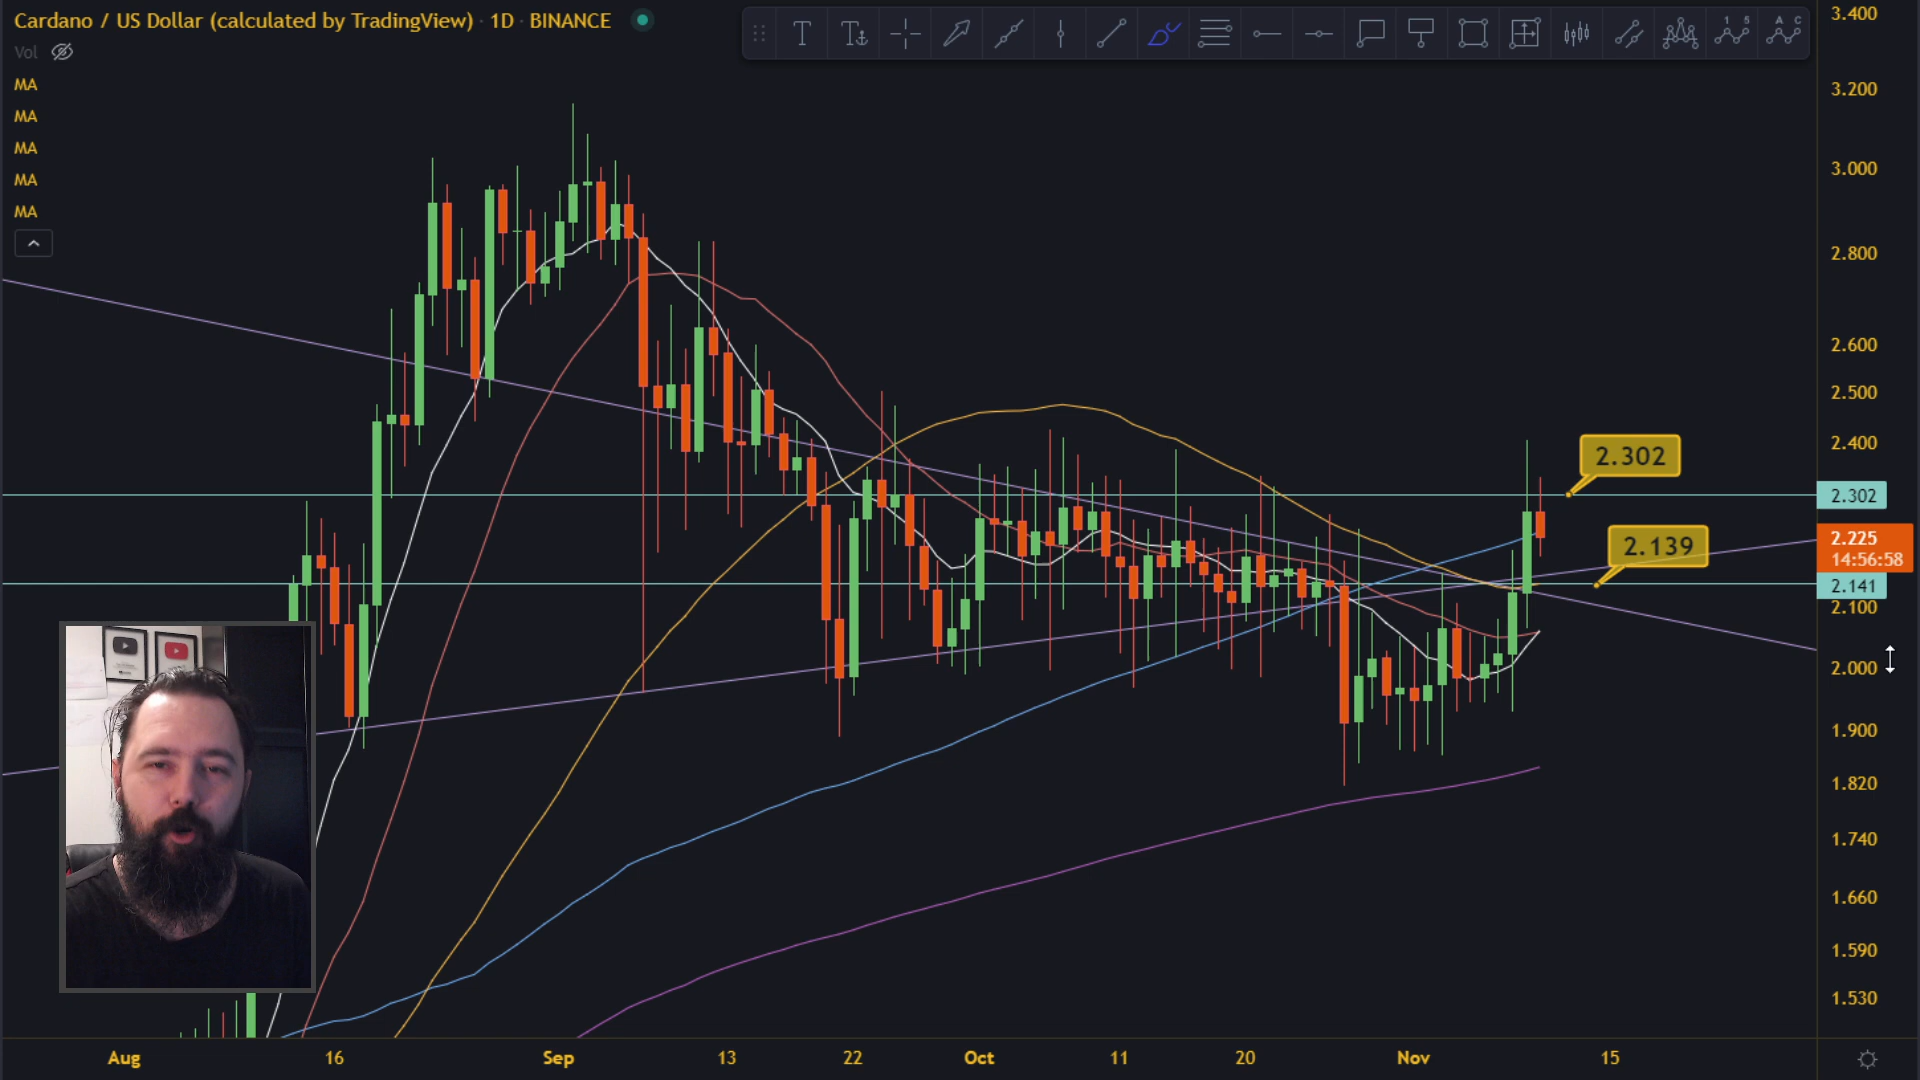 Cardano / US Dollar (calculated by TradingView) · 1D · BINANCE
Vol
MA
MA
MA
MA
MA
T T
1 5
A C
3.400
3.200
3.000
2.800
2.600
2.500
2.400
2.302
2.302
2.225
14:56:58
2.139
2.141
2.100
2.000
1.900
1.820
1.740
1.660
1.590
1.530
Aug 16 Sep 13 22 Oct 11 20 Nov 15